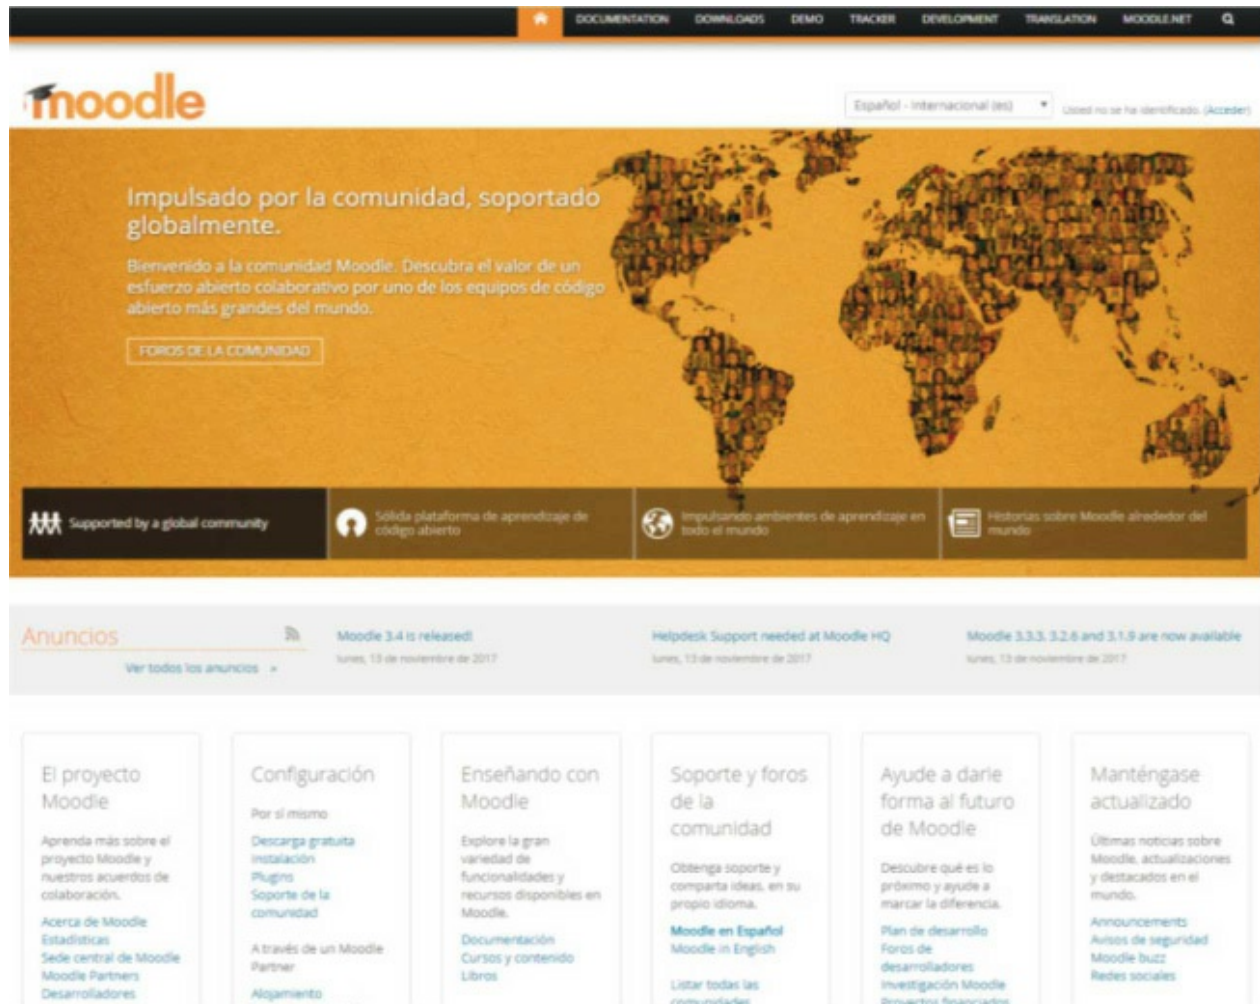 DOCUMENTATION DOWNLOADS DEMO TRACKER DEVELOPMENT TRANSLATION MOODLE.NET
moodle
Español - Internacional (es)
Usted no se ha identificado. (Acceder)
Impulsado por la comunidad, soportado
globalmente.
Bienvenido a la comunidad Moodle. Descubra el valor de un
esfuerzo abierto colaborativo por uno de los equipos de código
abierto más grandes del mundo.
FOROS DE LA COMUNIDAD
Supported by a global community
Sólida plataforma de aprendizaje de
código abierto
Impulsando ambientes de aprendizaje en
todo el mundo
Historias sobre Moodle alrededor del
mundo
Anuncios
Ver todos los anuncios
Moodle 3.4 is released!
lunes, 13 de noviembre de 2017
Helpdesk Support needed at Moodle HQ
lunes, 13 de noviembre de 2017
Moodle 3.3.3, 3.2.6 and 3.1.9 are now available
lunes, 13 de noviembre de 2017
El proyecto
Moodle
Aprenda más sobre el
proyecto Moodle y
nuestros acuerdos de
colaboración.
Acerca de Moodle
Estadísticas
Sede central de Moodle
Moodle Partners
Desarrolladores
Configuración
Por sí mismo
Descarga gratuita
Instalación
Plugins
Soporte de la
comunidad
A través de un Moodle
Partner
Alojamiento
Enseñando con
Moodle
Explore la gran
variedad de
funcionalidades y
recursos disponibles en
Moodle.
Documentación
Cursos y contenido
Libros
Soporte y foros
de la
comunidad
Obtenga soporte y
comparta ideas, en su
propio idioma.
Moodle en Español
Moodle in English
Listar todas las
comunidades
Ayude a darle
forma al futuro
de Moodle
Descubre qué es lo
próximo y ayude a
marcar la diferencia.
Plan de desarrollo
Foros de
desarrolladores
Investigación Moodle
Proyectos financiados
Manténgase
actualizado
Últimas noticias sobre
Moodle, actualizaciones
y destacados en el
mundo.
Announcements
Avisos de seguridad
Moodle buzz
Redes sociales